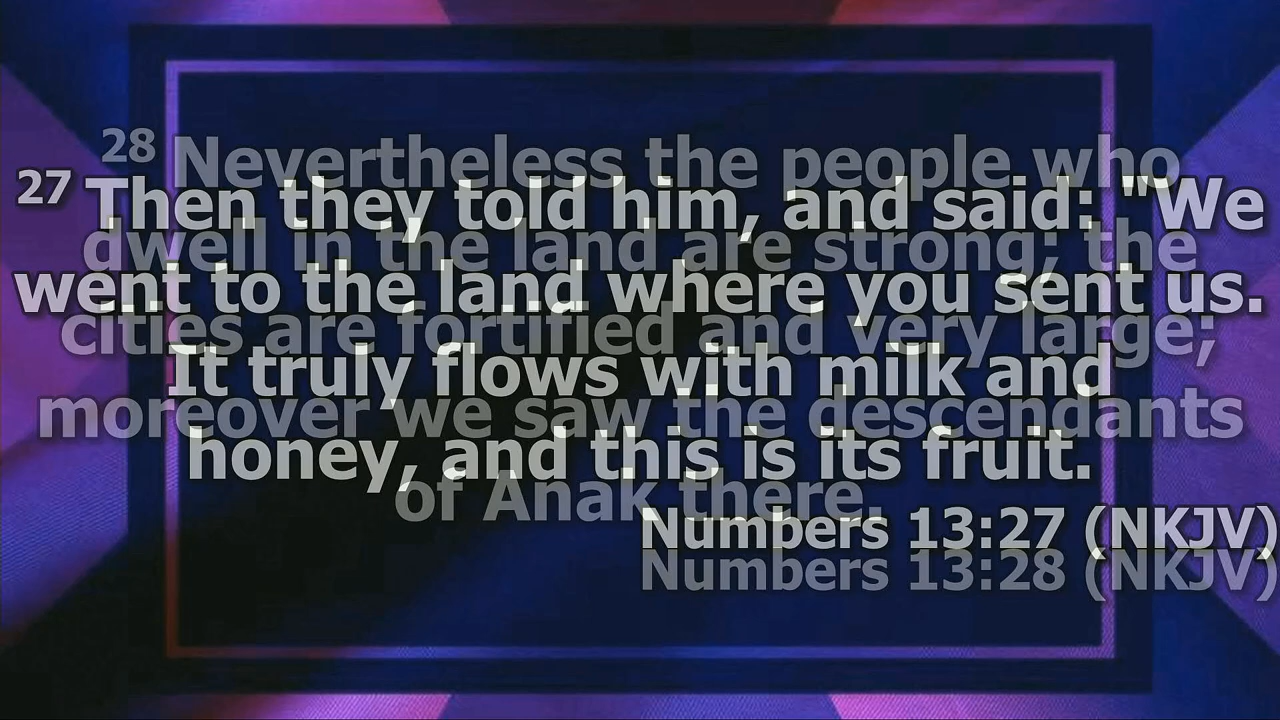 27 Then they told him, and said: "We
went to the land where you sent us.
It truly flows with milk and
honey, and this is its fruit.
Numbers 13:27 (NKJV)
28 Nevertheless the people who
dwell in the land are strong; the
cities are fortified and very large;
moreover we saw the descendants
of Anak there.
Numbers 13:28 (NKJV)